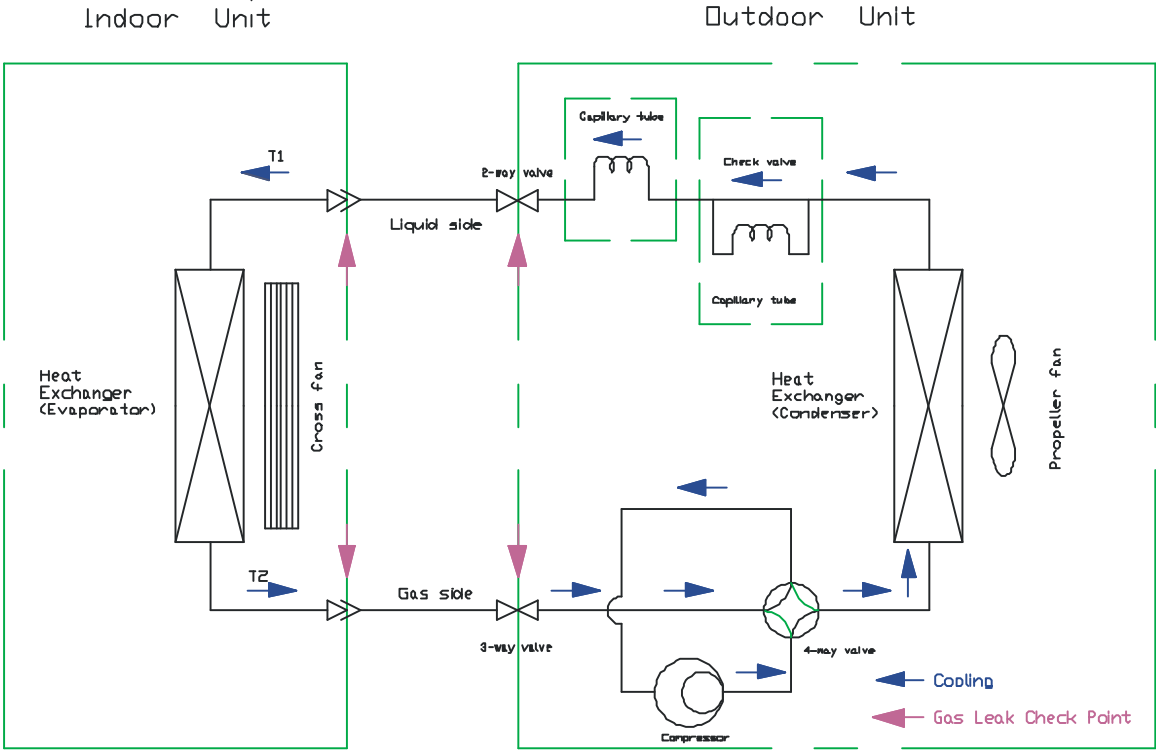 Indoor Unit
Outdoor Unit
Capillary tube
T1
2-way valve
Check valve
Liquid side
Capillary tube
Heat
Exchanger
(Evaporator)
Cross fan
Heat
Exchanger
(Condenser)
Propeller fan
T2
Gas side
3-way valve
4-way valve
Cooling
Compressor
Gas Leak Check Point